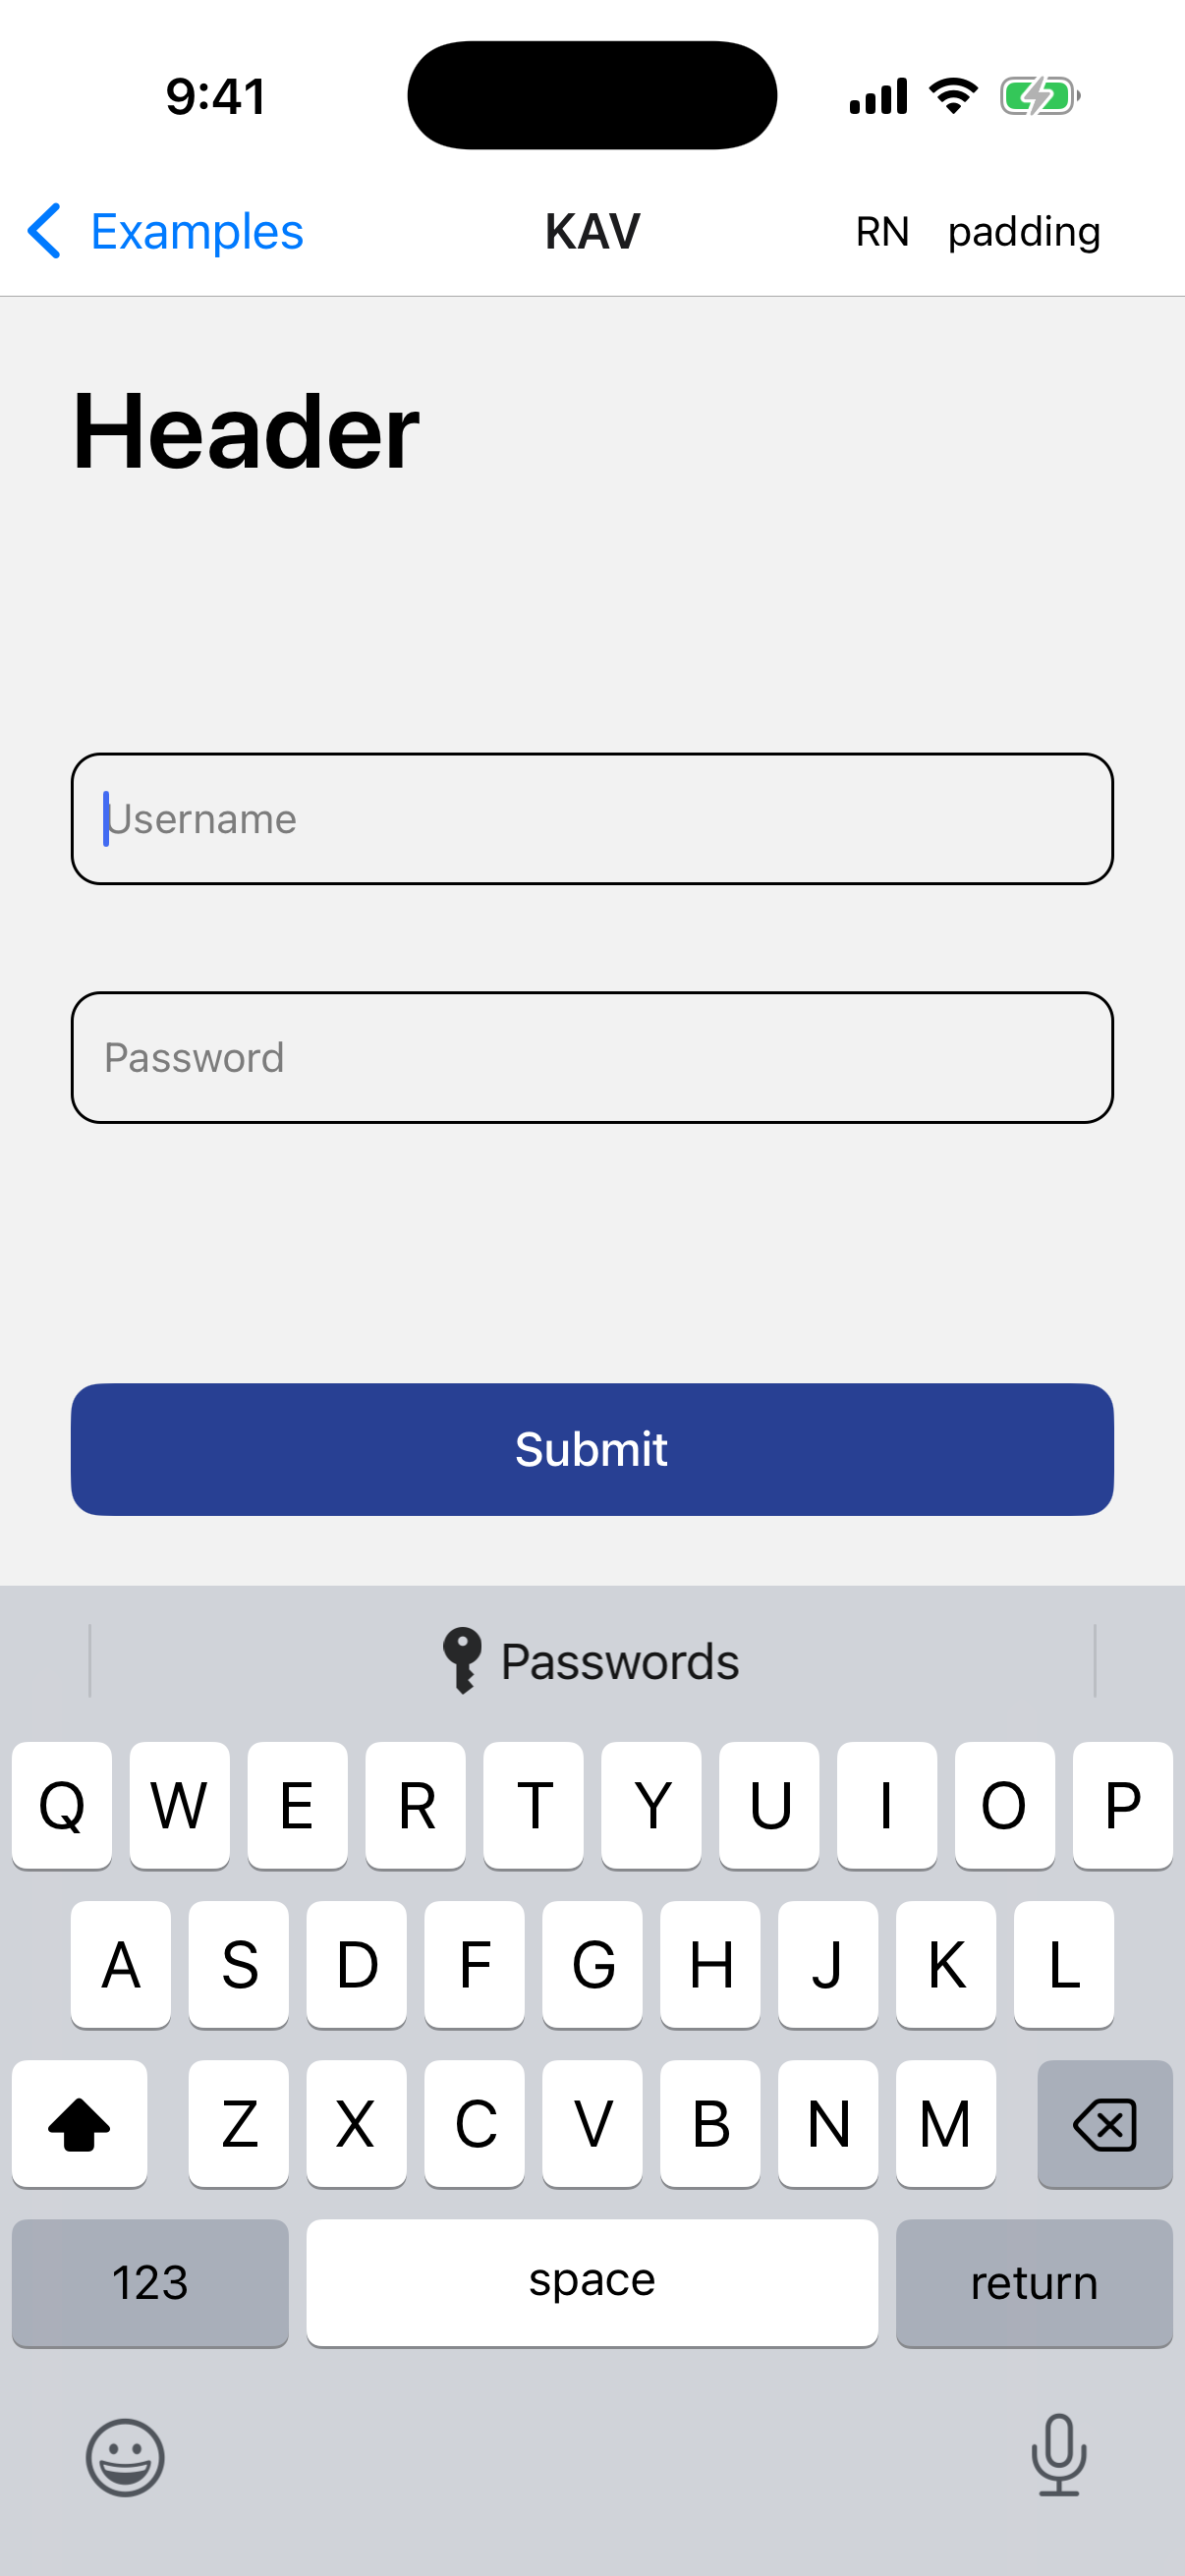 9:41
Examples KAV RN padding
Header
Username
Password
Submit
Passwords
Q W E R T Y U I O P
A S D F G H J K L
Z X C V B N M
123 space return